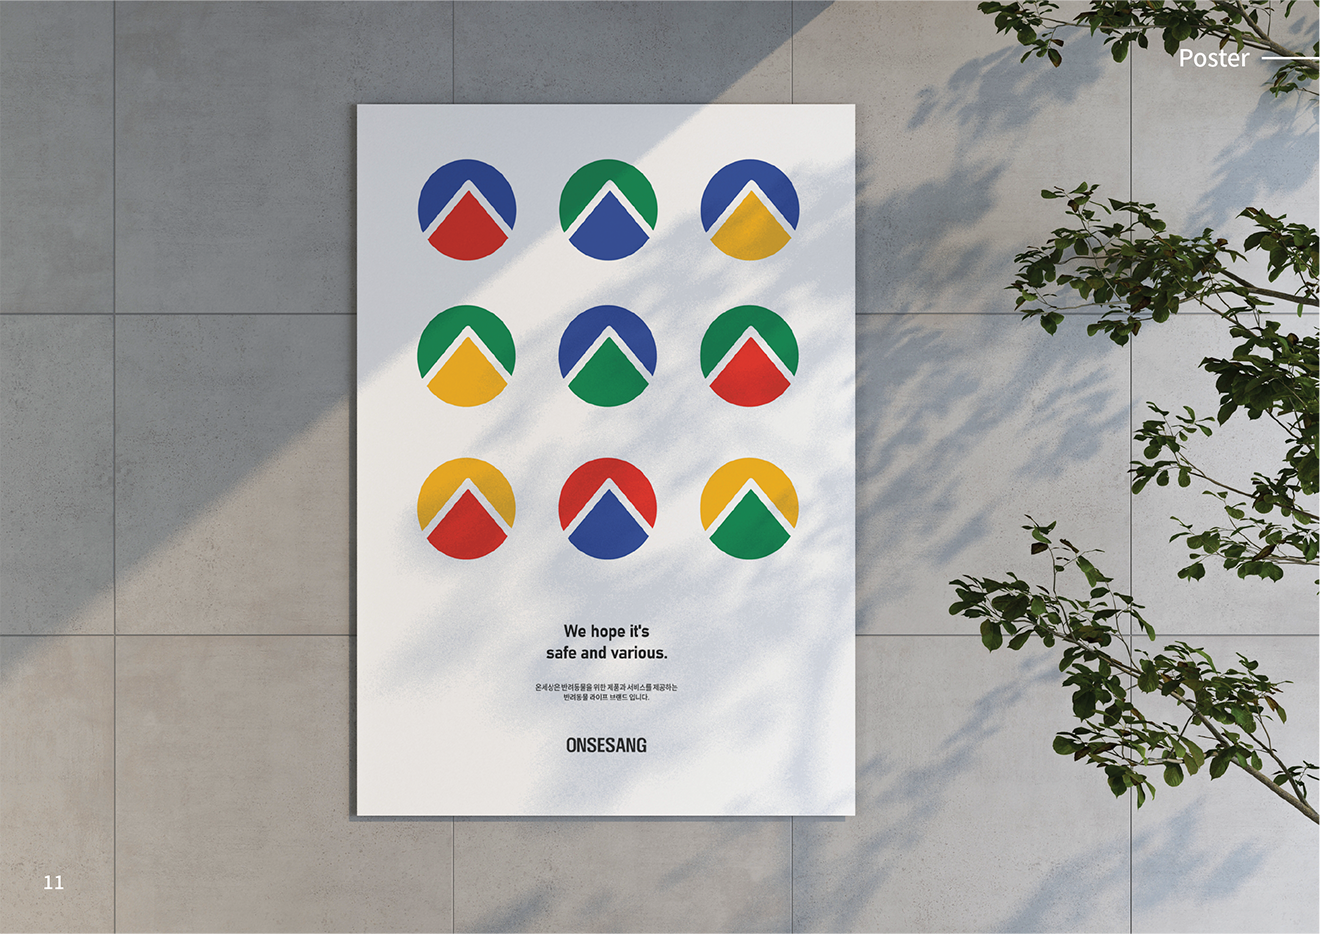 Poster
We hope it's
safe and various.
온세상은 반려동물을 위한 제품과 서비스를 제공하는
반려동물 라이프 브랜드 입니다.
ONSESANG
11